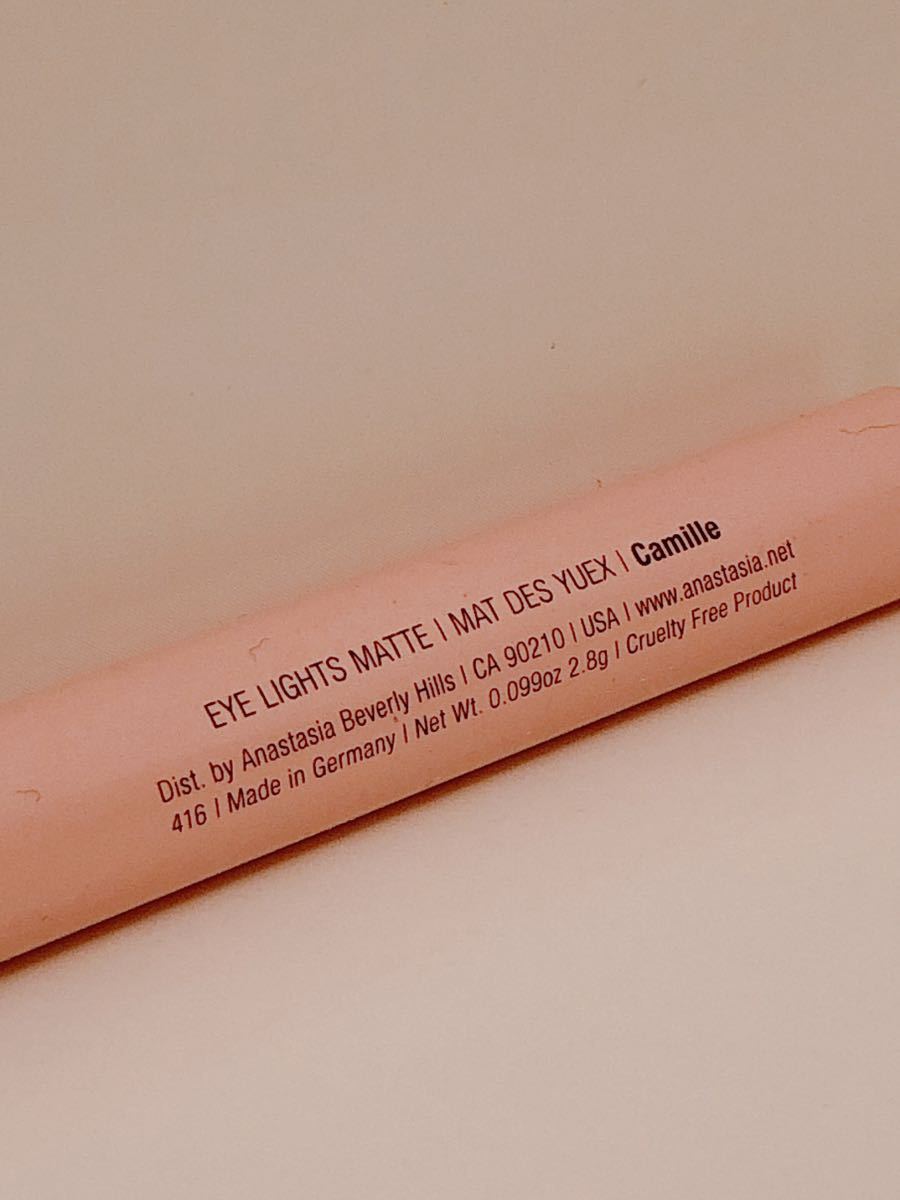 EYE LIGHTS MATTE | MAT DES YUEX | Camille
Dist. by Anastasia Beverly Hills | CA 90210 | USA | www.anastasia.net
416 | Made in Germany | Net Wt. 0.099oz 2.8g | Cruelty Free Product